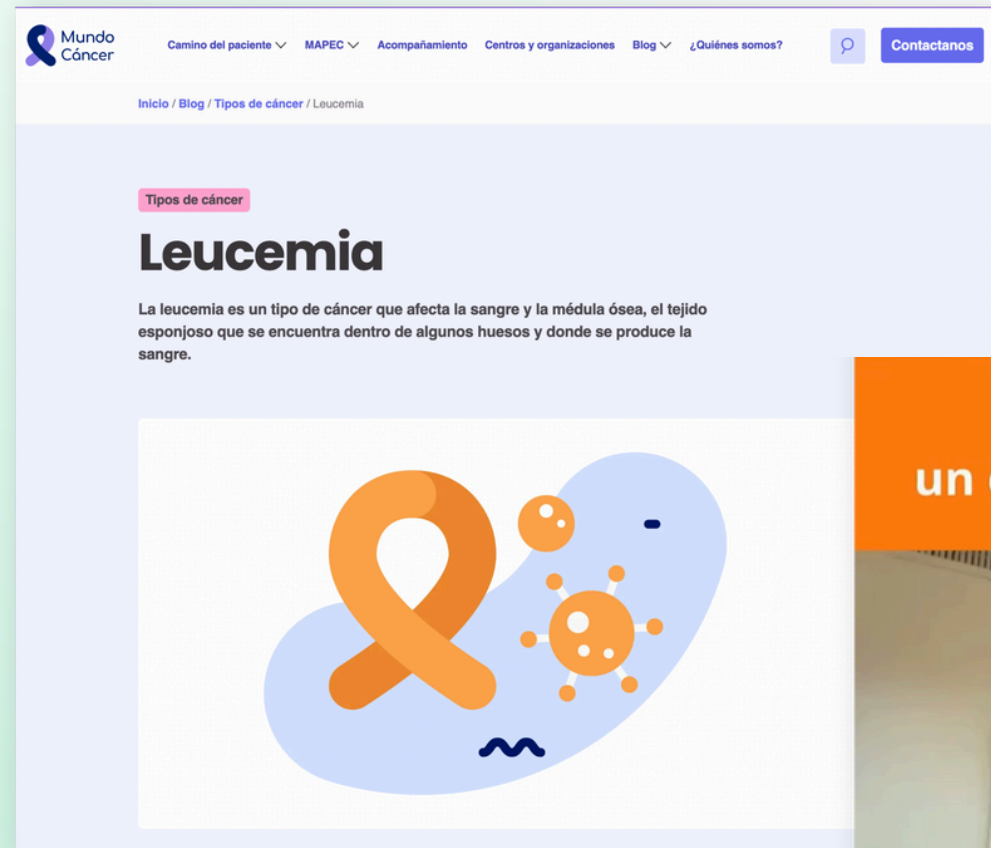 Mundo
Cáncer
Camino del paciente MAPEC Acompañamiento Centros y organizaciones Blog ¿Quiénes somos? Contactanos
Inicio / Blog / Tipos de cáncer / Leucemia
Tipos de cáncer
Leucemia
La leucemia es un tipo de cáncer que afecta la sangre y la médula ósea, el tejido
esponjoso que se encuentra dentro de algunos huesos y donde se produce la
sangre.
un